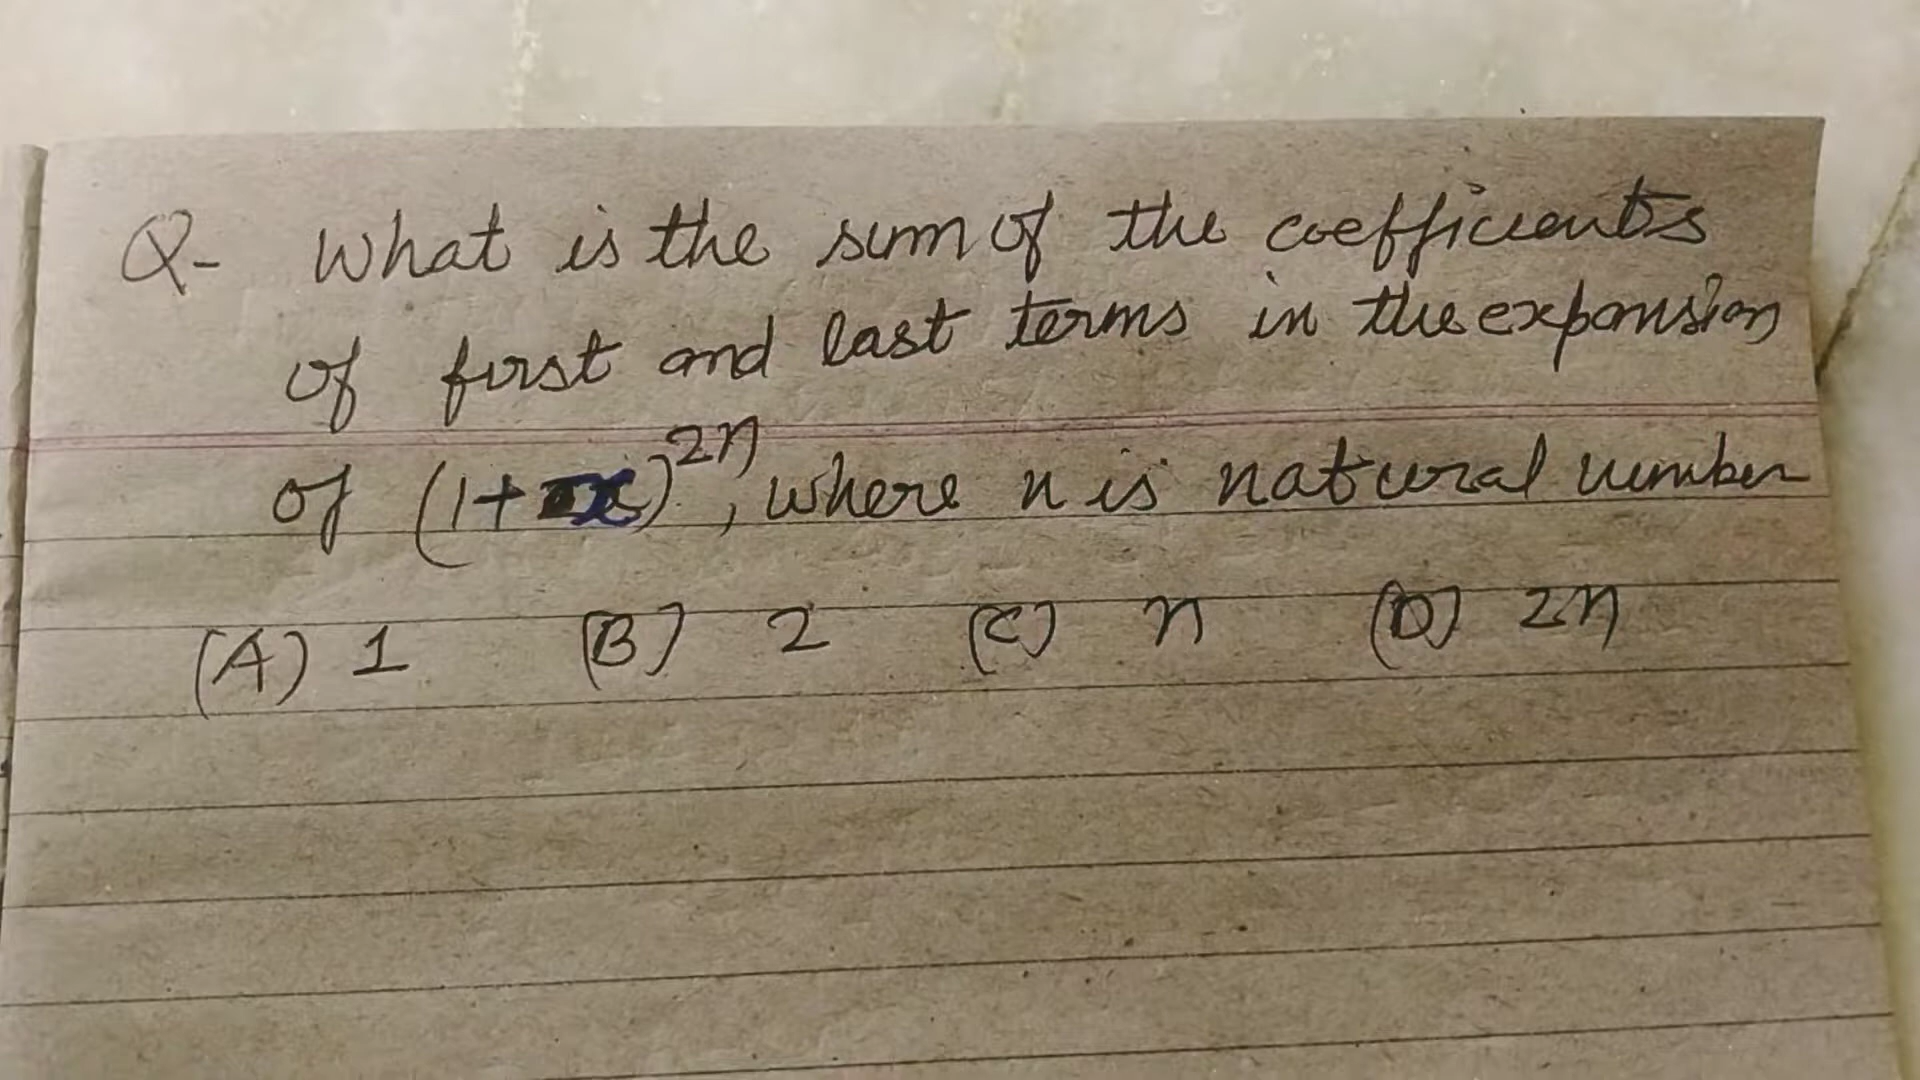 Q- What is the sum of the coefficients
of first and last terms in the expansion
of (1+x)^2n, where n is natural number
(A) 1 (B) 2 (C) n (D) 2n